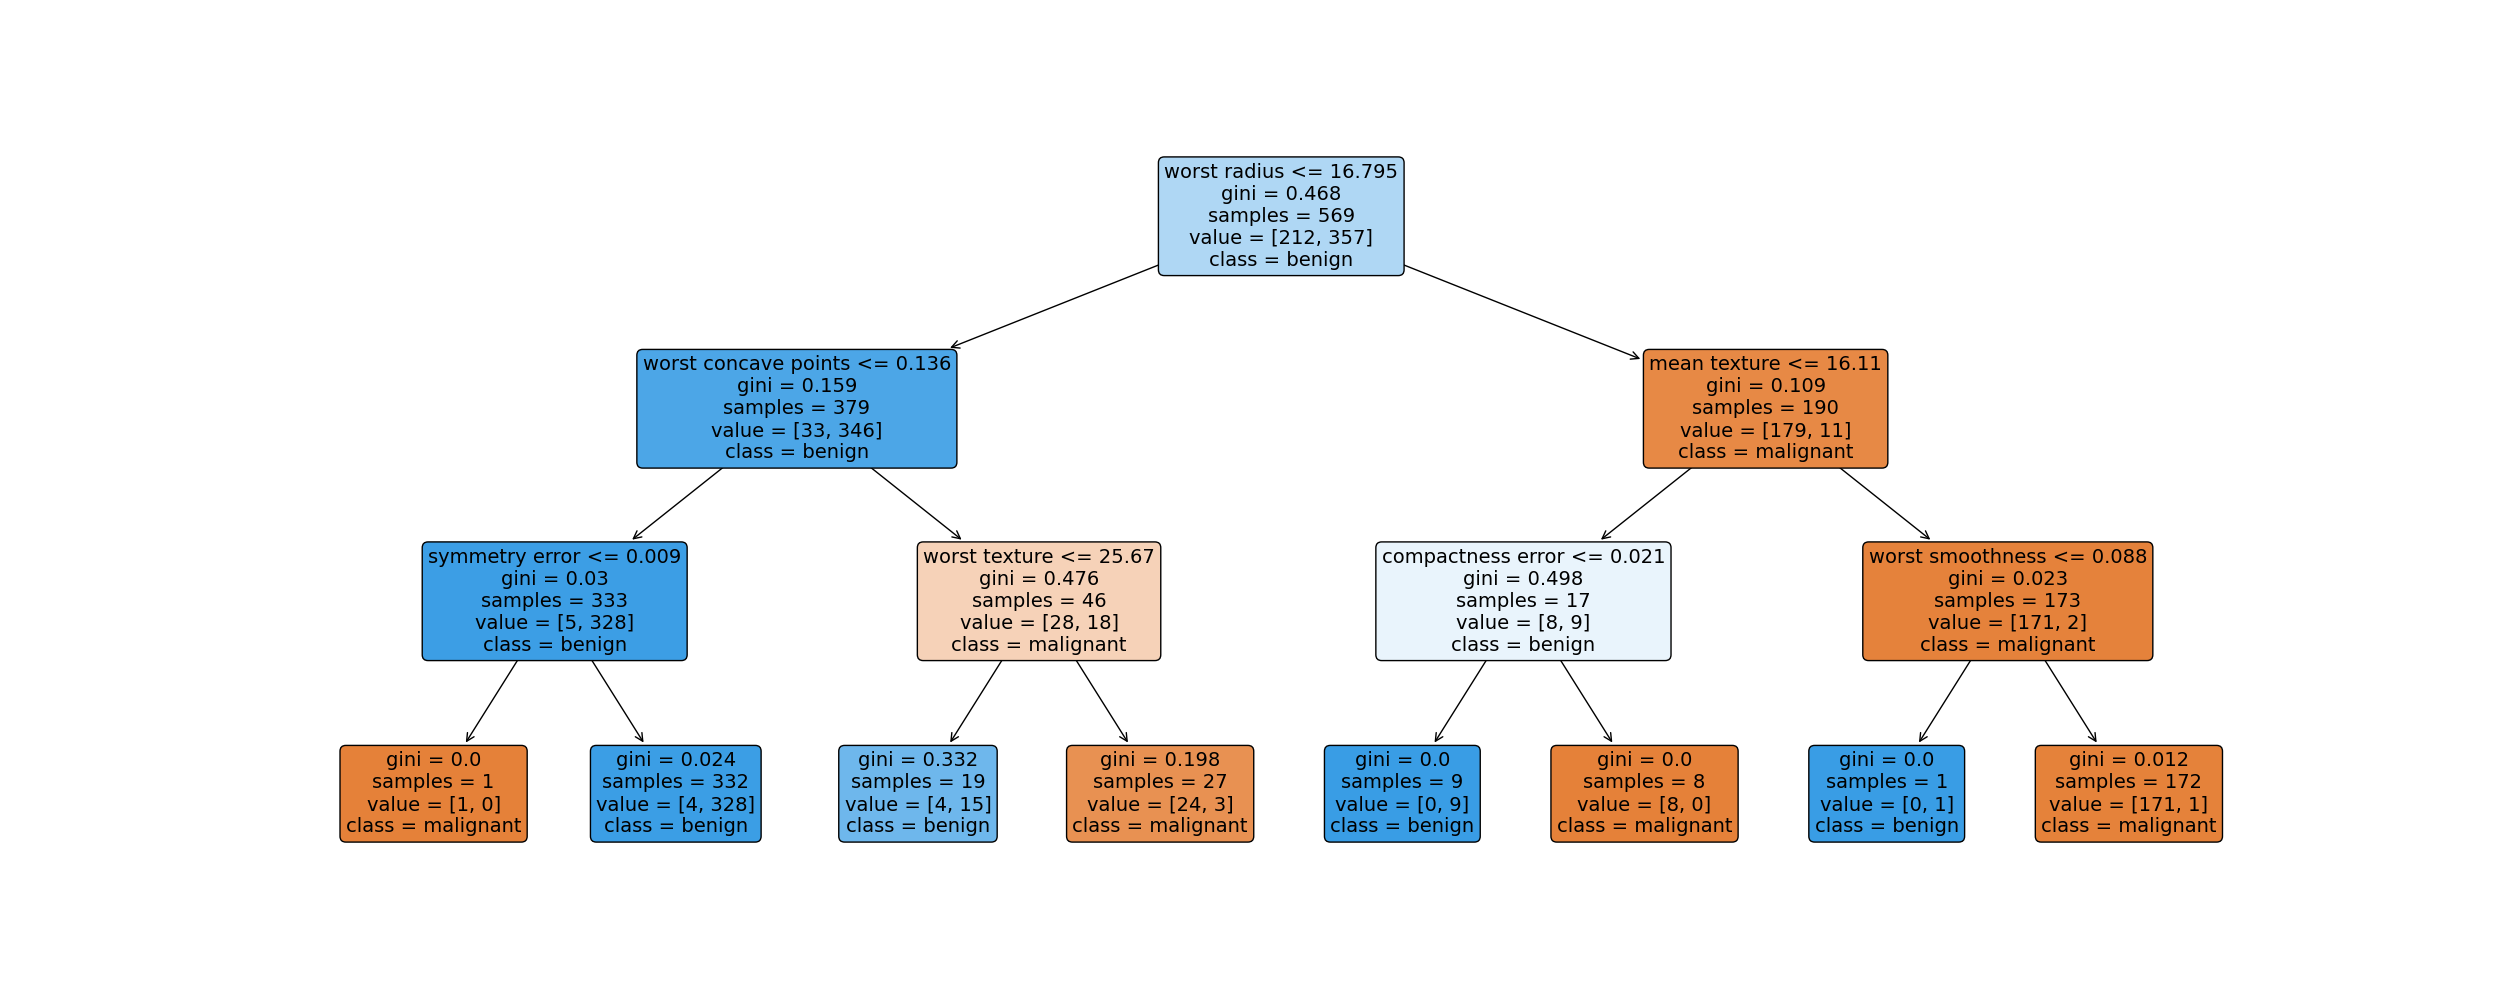 worst radius <= 16.795
gini = 0.468
samples = 569
value = [212, 357]
class = benign
worst concave points <= 0.136
gini = 0.159
samples = 379
value = [33, 346]
class = benign
mean texture <= 16.11
gini = 0.109
samples = 190
value = [179, 11]
class = malignant
symmetry error <= 0.009
gini = 0.03
samples = 333
value = [5, 328]
class = benign
worst texture <= 25.67
gini = 0.476
samples = 46
value = [28, 18]
class = malignant
compactness error <= 0.021
gini = 0.498
samples = 17
value = [8, 9]
class = benign
worst smoothness <= 0.088
gini = 0.023
samples = 173
value = [171, 2]
class = malignant
gini = 0.0
samples = 1
value = [1, 0]
class = malignant
gini = 0.024
samples = 332
value = [4, 328]
class = benign
gini = 0.332
samples = 19
value = [4, 15]
class = benign
gini = 0.198
samples = 27
value = [24, 3]
class = malignant
gini = 0.0
samples = 9
value = [0, 9]
class = benign
gini = 0.0
samples = 8
value = [8, 0]
class = malignant
gini = 0.0
samples = 1
value = [0, 1]
class = benign
gini = 0.012
samples = 172
value = [171, 1]
class = malignant